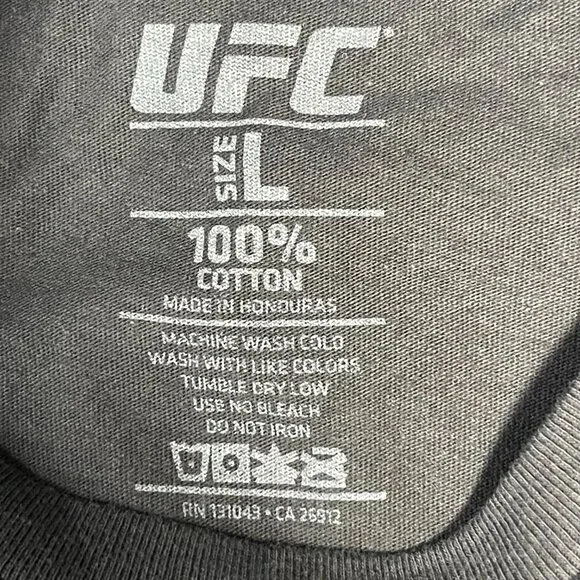 UFC
SIZE L
100%
COTTON
MADE IN HONDURAS
MACHINE WASH COLD
WASH WITH LIKE COLORS
TUMBLE DRY LOW
USE NO BLEACH
DO NOT IRON
RN 131043 • CA 26912